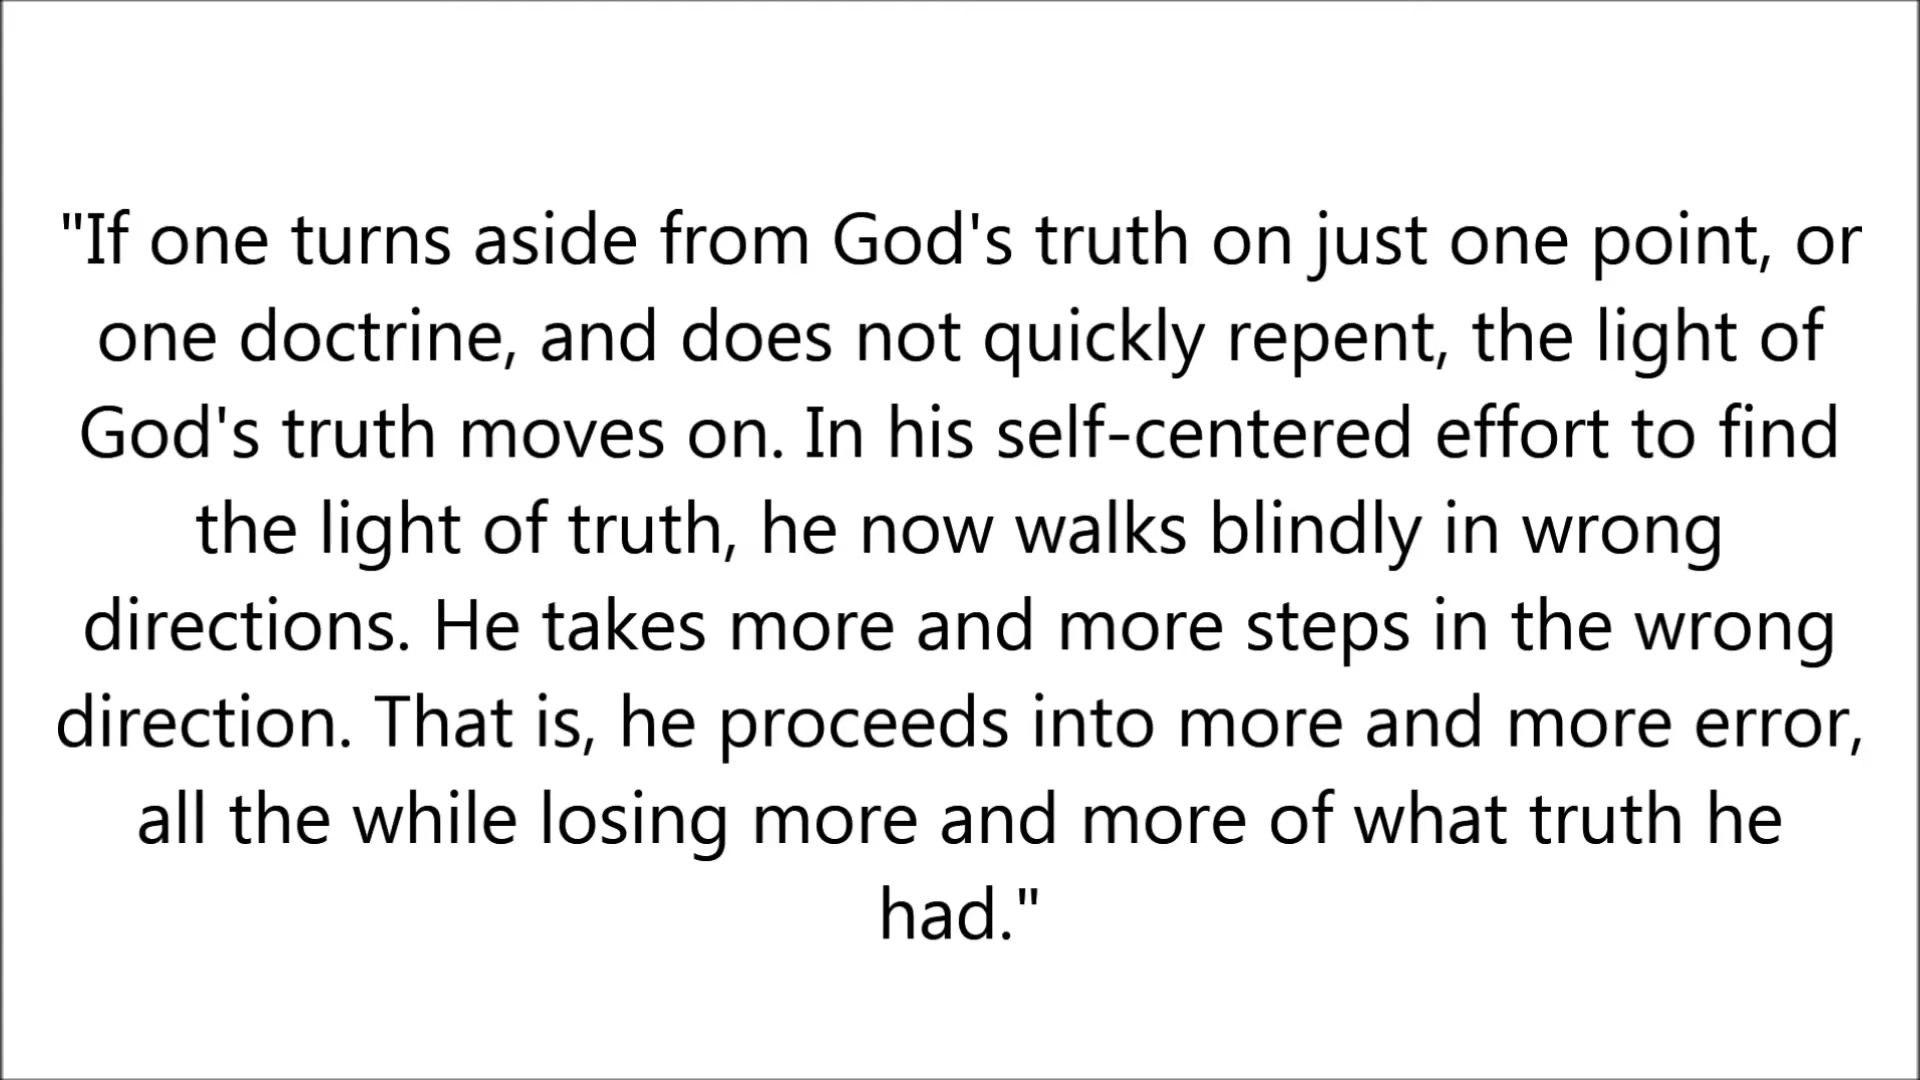 "If one turns aside from God's truth on just one point, or
one doctrine, and does not quickly repent, the light of
God's truth moves on. In his self-centered effort to find
the light of truth, he now walks blindly in wrong
directions. He takes more and more steps in the wrong
direction. That is, he proceeds into more and more error,
all the while losing more and more of what truth he
had."